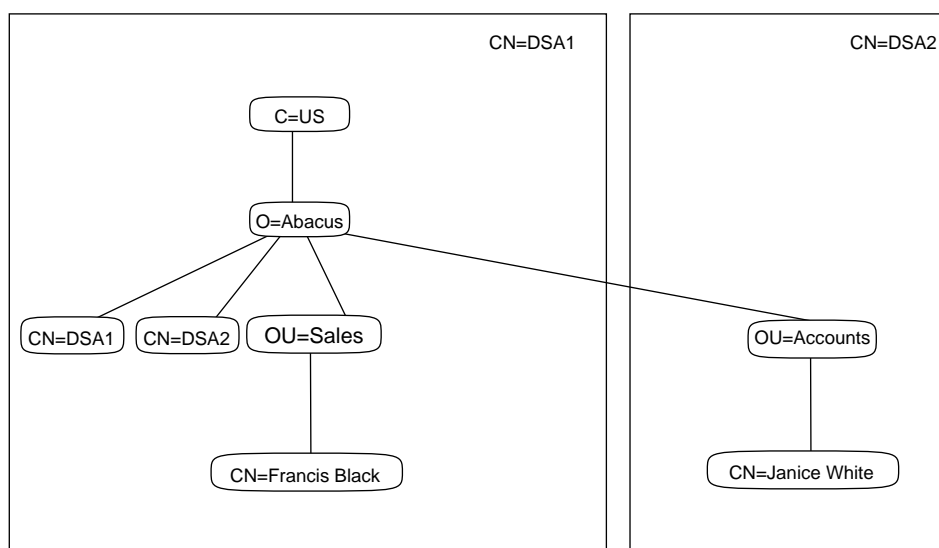 CN=DSA1
CN=DSA2
C=US
O=Abacus
CN=DSA1
CN=DSA2
OU=Sales
OU=Accounts
CN=Francis Black
CN=Janice White